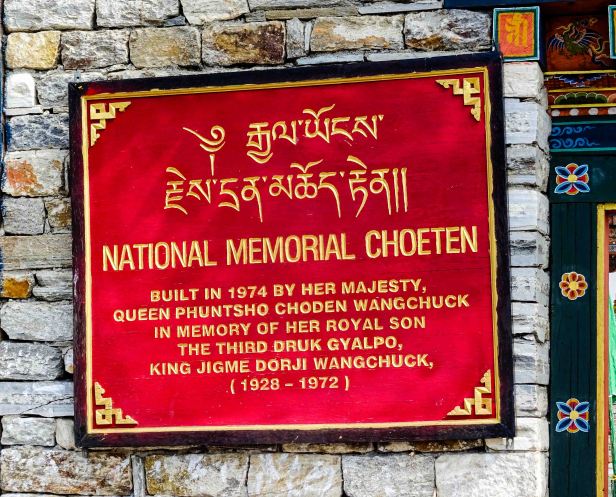 ༄ རྒྱལ་ཡོངས་
རྗེས་དྲན་མཆོད་རྟེན།།
NATIONAL MEMORIAL CHOETEN
BUILT IN 1974 BY HER MAJESTY,
QUEEN PHUNTSHO CHODEN WANGCHUCK
IN MEMORY OF HER ROYAL SON
THE THIRD DRUK GYALPO,
KING JIGME DORJI WANGCHUCK,
( 1928 - 1972 )